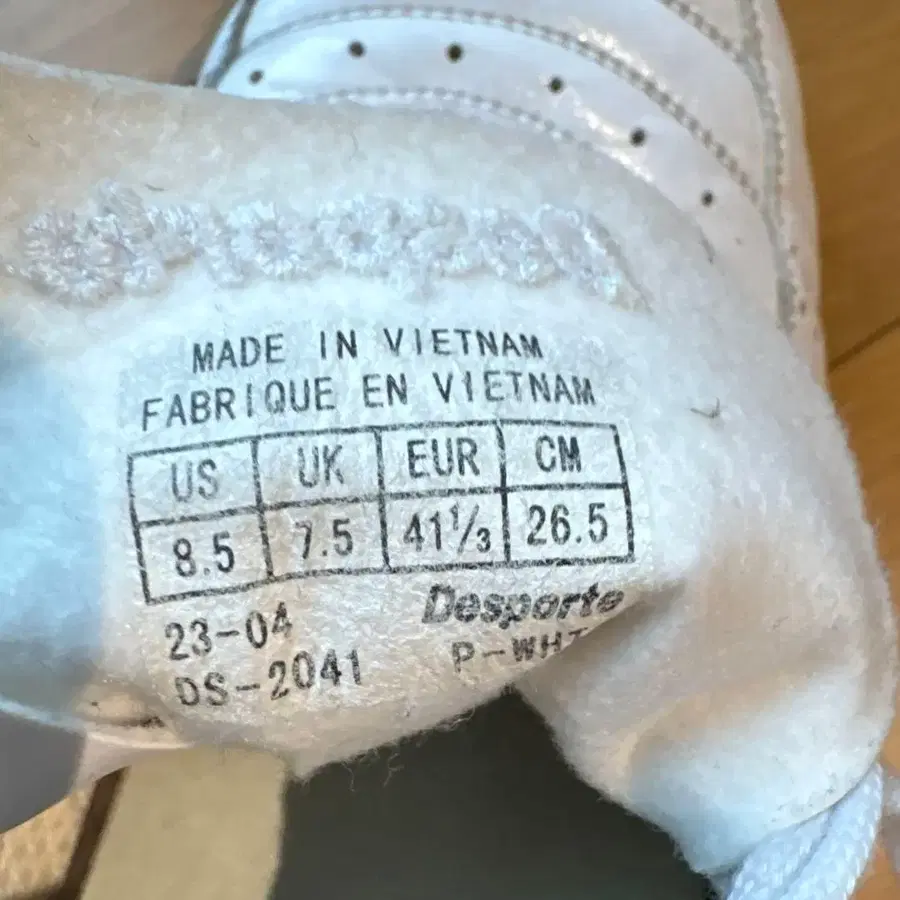 MADE IN VIETNAM
FABRIQUE EN VIETNAM
US UK EUR CM
8.5 7.5 41⅓ 26.5
23-04 Desporte
DS-2041 P-WHT